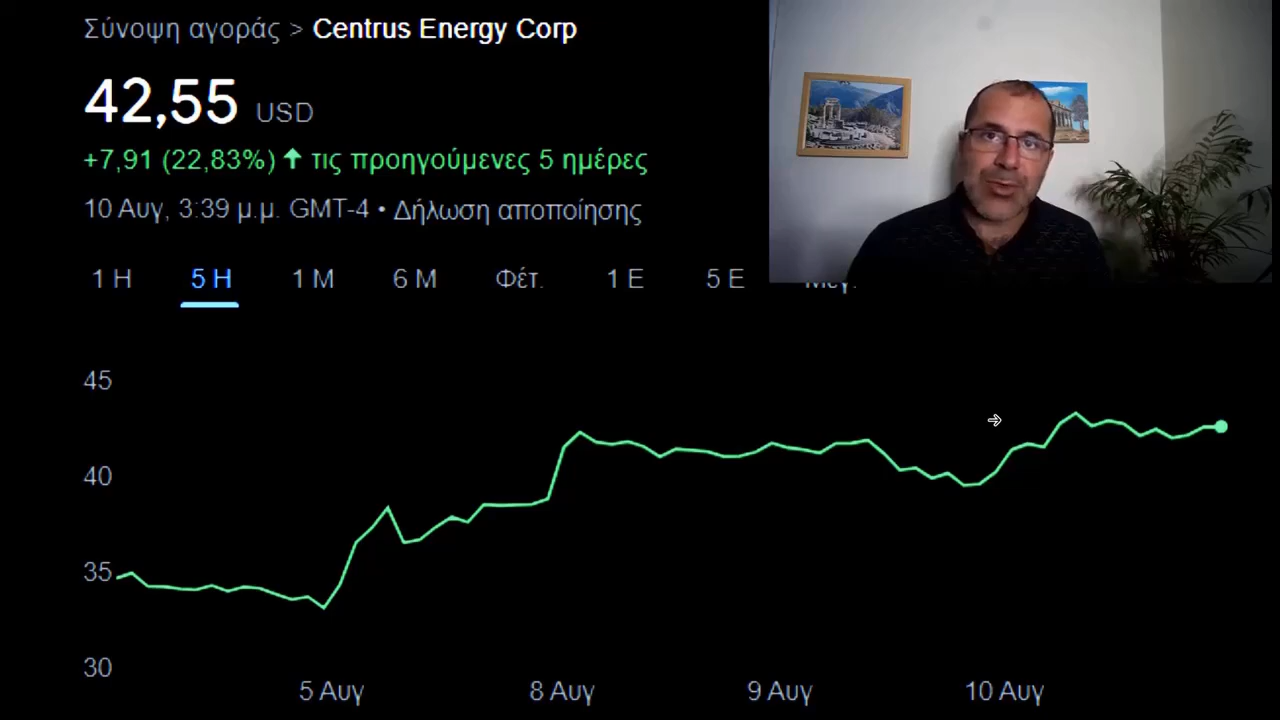 Σύνοψη αγοράς > Centrus Energy Corp
42,55 USD
+7,91 (22,83%) ↑ τις προηγούμενες 5 ημέρες
10 Αυγ, 3:39 μ.μ. GMT-4 • Δήλωση αποποίησης
1 Η 5 Η 1 Μ 6 Μ Φέτ. 1 Ε 5 Ε Μεγ.
45
40
35
30
5 Αυγ 8 Αυγ 9 Αυγ 10 Αυγ